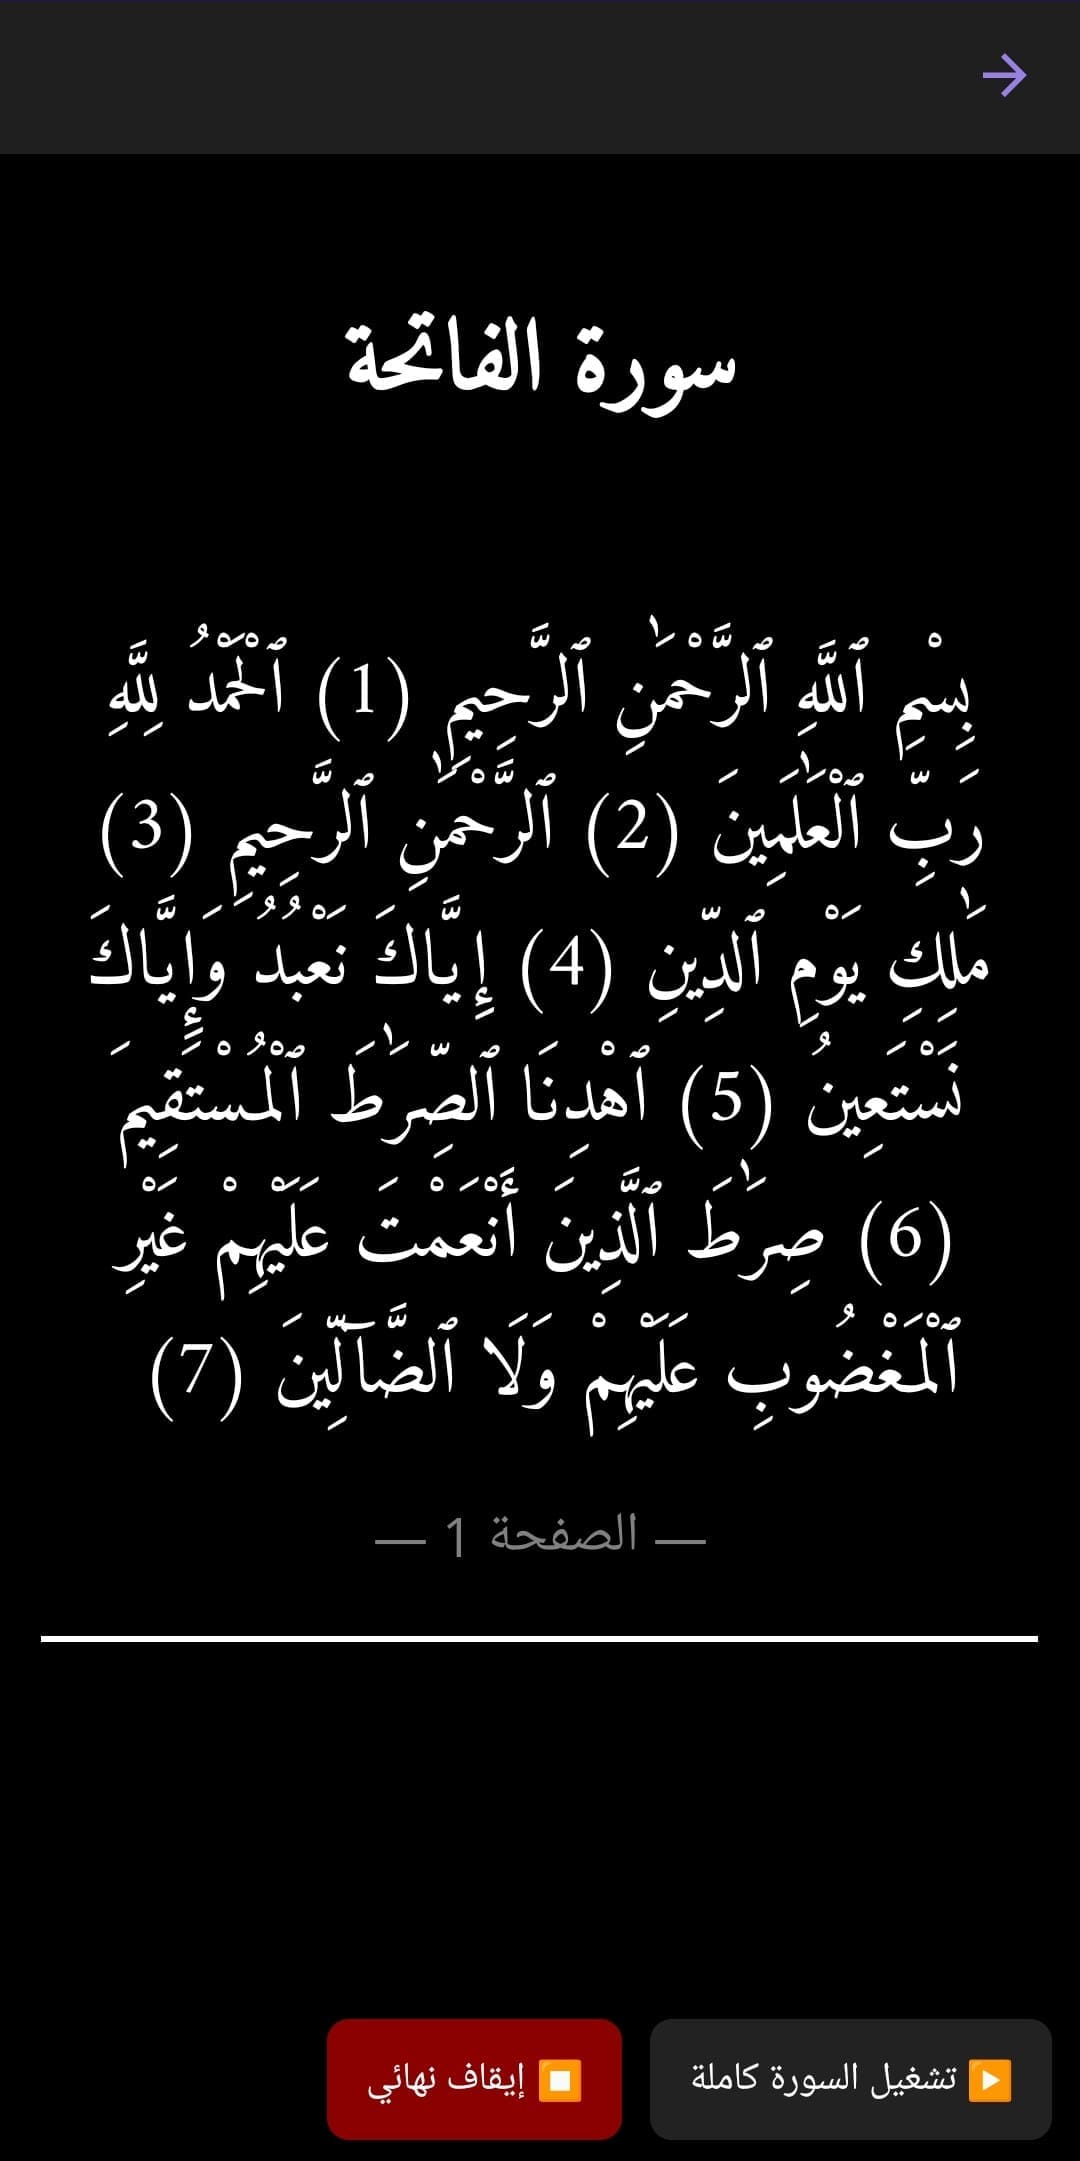 سورة الفاتحة
بِسْمِ ٱللَّهِ ٱلرَّحْمَٰنِ ٱلرَّحِيمِ (1) ٱلْحَمْدُ لِلَّهِ
رَبِّ ٱلْعَٰلَمِينَ (2) ٱلرَّحْمَٰنِ ٱلرَّحِيمِ (3)
مَٰلِكِ يَوْمِ ٱلدِّينِ (4) إِيَّاكَ نَعْبُدُ وَإِيَّاكَ
نَسْتَعِينُ (5) ٱهْدِنَا ٱلصِّرَٰطَ ٱلْمُسْتَقِيمَ
(6) صِرَٰطَ ٱلَّذِينَ أَنْعَمْتَ عَلَيْهِمْ غَيْرِ
ٱلْمَغْضُوبِ عَلَيْهِمْ وَلَا ٱلضَّآلِّينَ (7)
— الصفحة 1 —
▶️ تشغيل السورة كاملة
⏹️ إيقاف نهائي